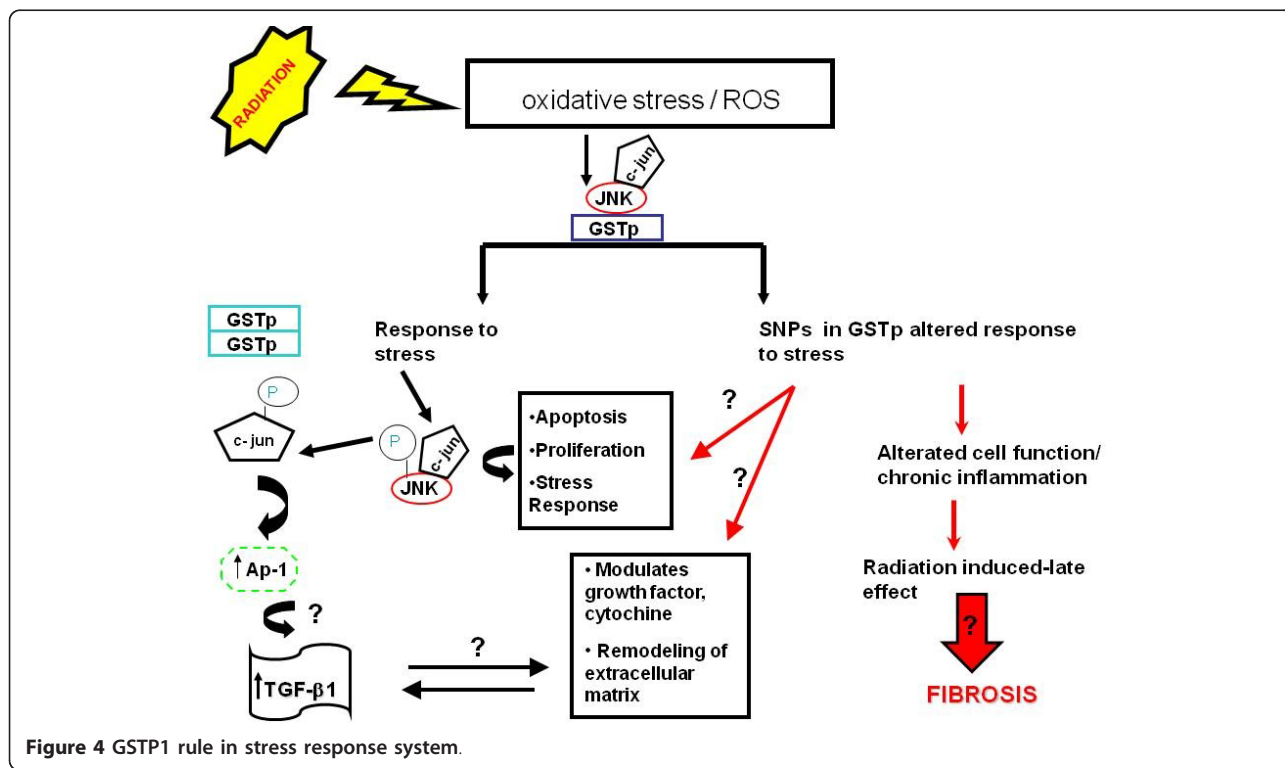 RADIATION
oxidative stress / ROS
c-jun
JNK
GSTp
GSTp
GSTp
Response to
stress
SNPs in GSTp altered response
to stress
P
c-jun
P
c-jun
JNK
•Apoptosis
•Proliferation
•Stress
Response
?
?
Alterated cell function/
chronic inflammation
↑Ap-1
?
↑TGF-β1
?
• Modulates
growth factor,
cytochine
• Remodeling of
extracellular
matrix
Radiation induced-late
effect
?
FIBROSIS
Figure 4 GSTP1 rule in stress response system.